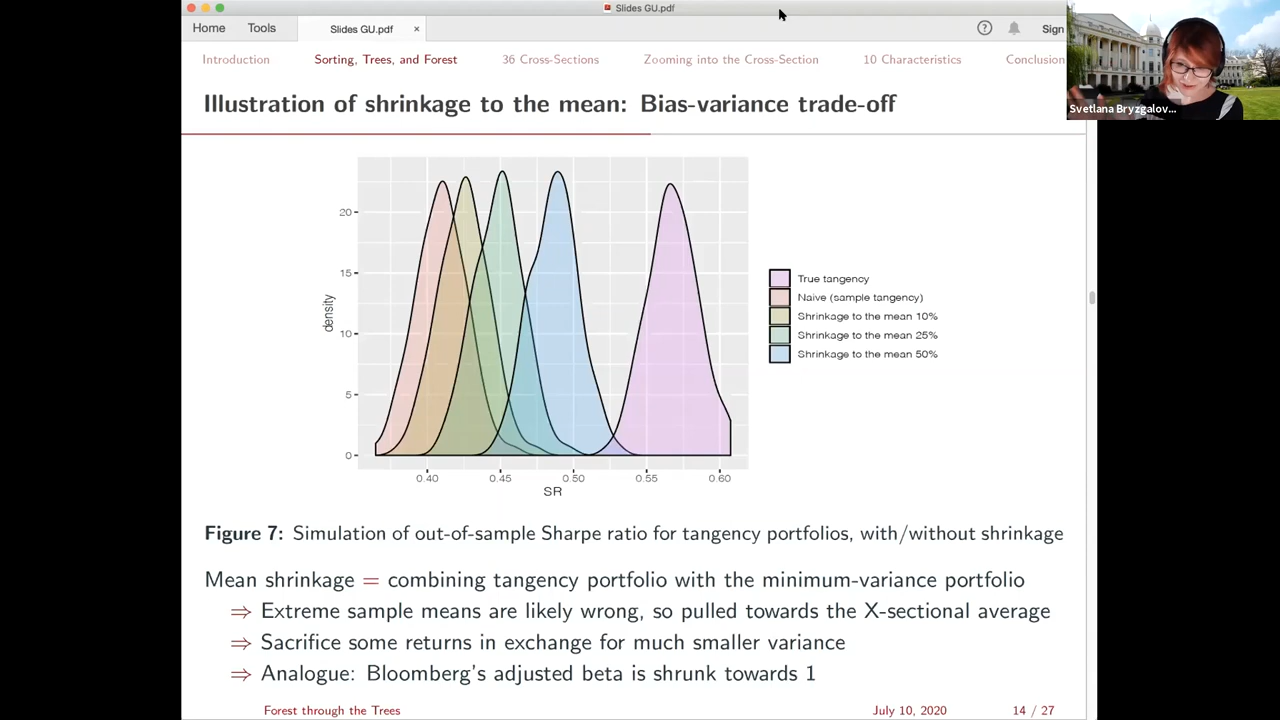 Slides GU.pdf
Home Tools Slides GU.pdf × ? Sign
Introduction Sorting, Trees, and Forest 36 Cross-Sections Zooming into the Cross-Section 10 Characteristics Conclusion
Svetlana Bryzgalov...
Illustration of shrinkage to the mean: Bias-variance trade-off
20
15
10
5
0
density
0.40 0.45 0.50 0.55 0.60
SR
True tangency
Naive (sample tangency)
Shrinkage to the mean 10%
Shrinkage to the mean 25%
Shrinkage to the mean 50%
Figure 7: Simulation of out-of-sample Sharpe ratio for tangency portfolios, with/without shrinkage
Mean shrinkage = combining tangency portfolio with the minimum-variance portfolio
⇒ Extreme sample means are likely wrong, so pulled towards the X-sectional average
⇒ Sacrifice some returns in exchange for much smaller variance
⇒ Analogue: Bloomberg's adjusted beta is shrunk towards 1
Forest through the Trees July 10, 2020 14 / 27